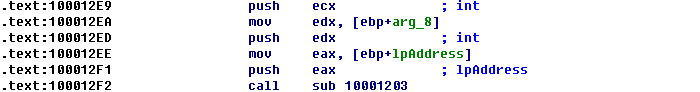 .text:100012E9 push ecx ; int
.text:100012EA mov edx, [ebp+arg_8]
.text:100012ED push edx ; int
.text:100012EE mov eax, [ebp+lpAddress]
.text:100012F1 push eax ; lpAddress
.text:100012F2 call sub_10001203